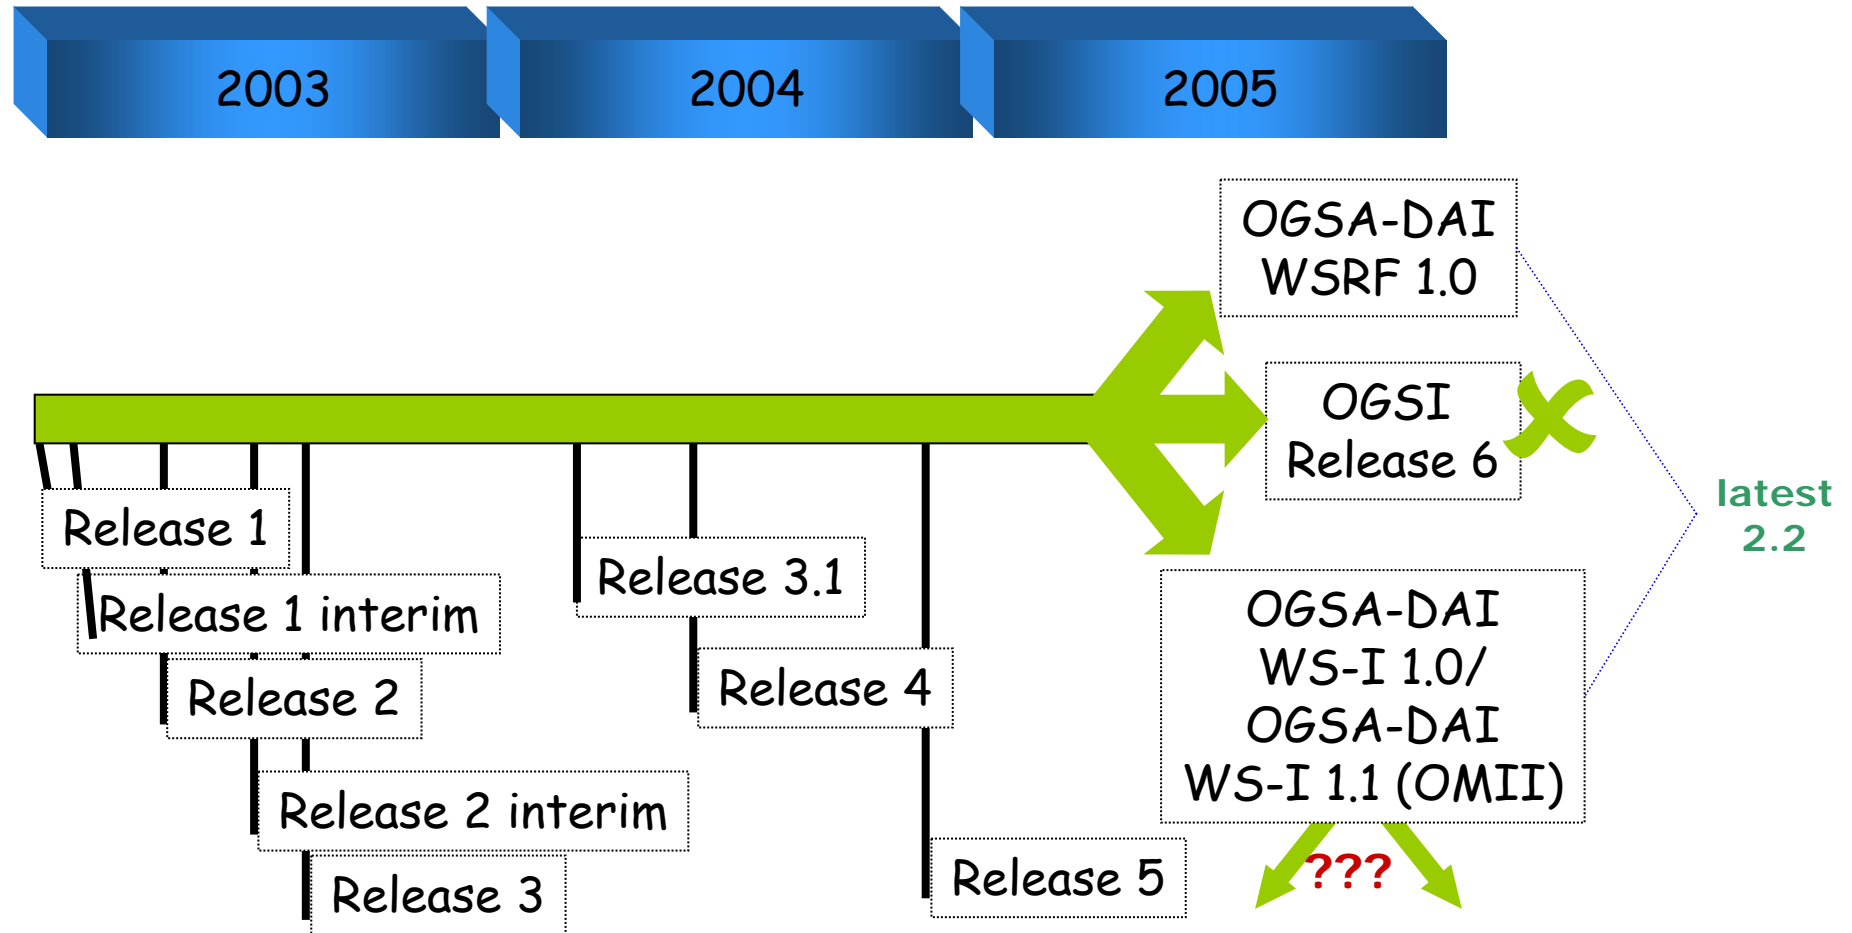 2003
2004
2005
OGSA-DAI
WSRF 1.0
OGSI
Release 6
latest
2.2
Release 1
Release 1 interim
Release 2
Release 2 interim
Release 3
Release 3.1
Release 4
Release 5
OGSA-DAI
WS-I 1.0/
OGSA-DAI
WS-I 1.1 (OMII)
???